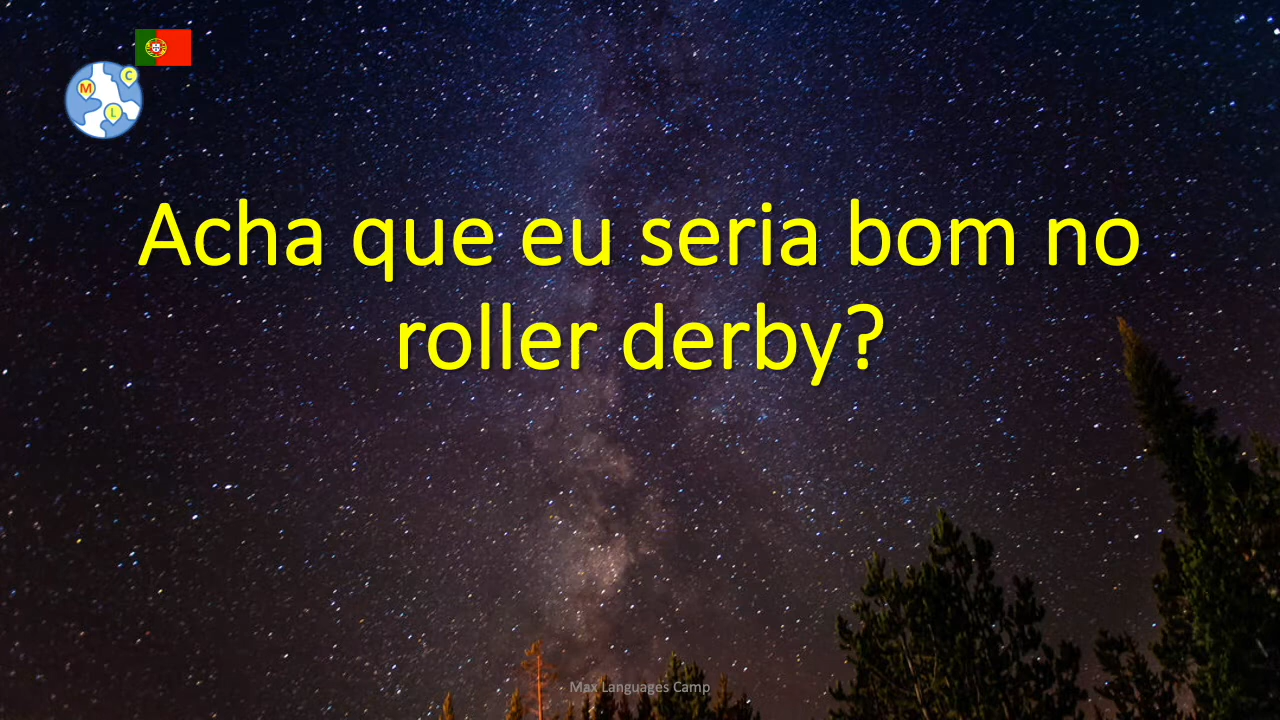 C
M
L
Acha que eu seria bom no
roller derby?
Max Languages Camp